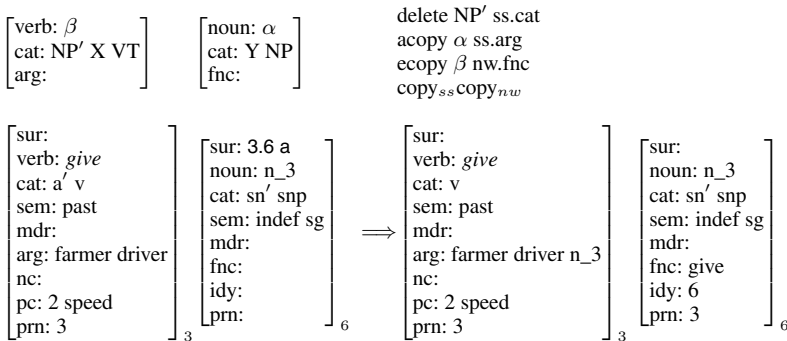 verb: β
cat: NP′ X VT
arg:
noun: α
cat: Y NP
fnc:
delete NP′ ss.cat
acopy α ss.arg
ecopy β nw.fnc
copy_ss copy_nw
sur:
verb: give
cat: a′ v
sem: past
mdr:
arg: farmer driver
nc:
pc: 2 speed
prn: 3
3
sur: 3.6 a
noun: n_3
cat: sn′ snp
sem: indef sg
mdr:
fnc:
idy:
prn:
6
⟹
sur:
verb: give
cat: v
sem: past
mdr:
arg: farmer driver n_3
nc:
pc: 2 speed
prn: 3
3
sur:
noun: n_3
cat: sn′ snp
sem: indef sg
mdr:
fnc: give
idy: 6
prn: 3
6